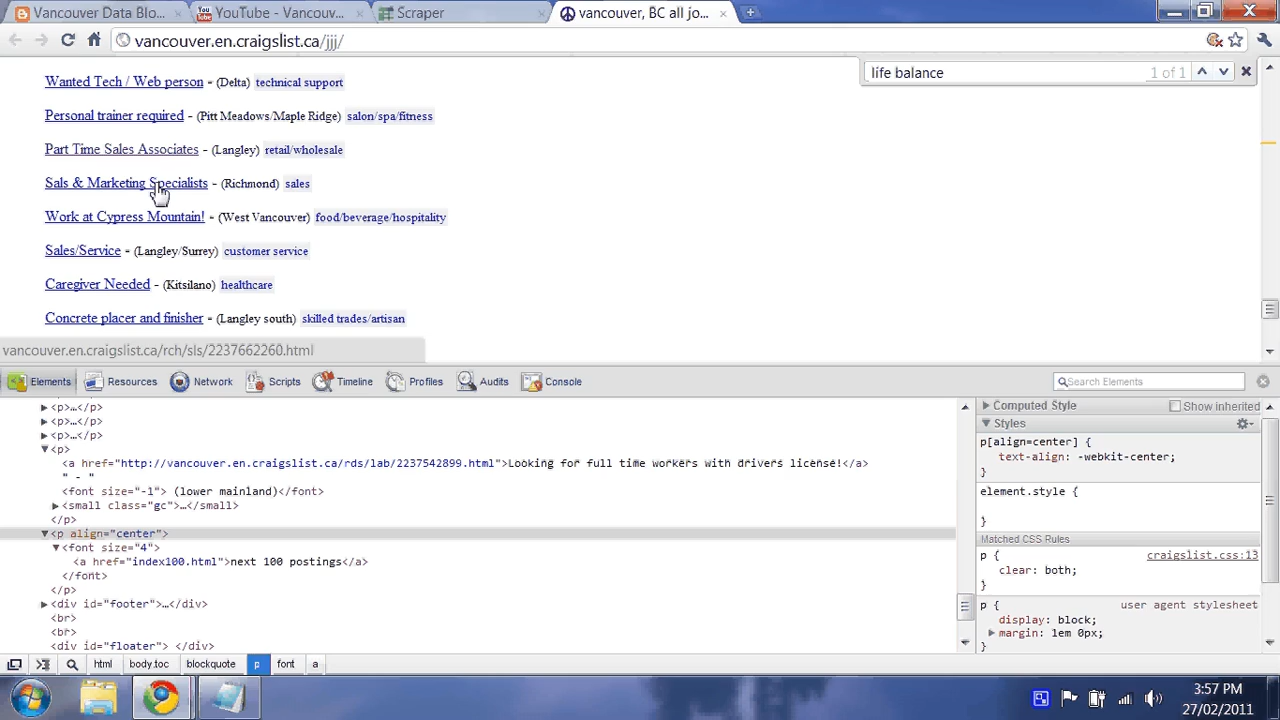 Vancouver Data Blo
YouTube - Vancouv
Scraper
vancouver, BC all jo
vancouver.en.craigslist.ca/jjj/
life balance 1 of 1
Wanted Tech / Web person - (Delta) technical support
Personal trainer required - (Pitt Meadows/Maple Ridge) salon/spa/fitness
Part Time Sales Associates - (Langley) retail/wholesale
Sals & Marketing Specialists - (Richmond) sales
Work at Cypress Mountain! - (West Vancouver) food/beverage/hospitality
Sales/Service - (Langley/Surrey) customer service
Caregiver Needed - (Kitsilano) healthcare
Concrete placer and finisher - (Langley south) skilled trades/artisan
vancouver.en.craigslist.ca/rch/sls/2237662260.html
Elements Resources Network Scripts Timeline Profiles Audits Console Search Elements
<p>…</p>
<p>…</p>
<p>…</p>
<p>
<a href="http://vancouver.en.craigslist.ca/rds/lab/2237542899.html">Looking for full time workers with drivers license!</a>
" - "
<font size="-1"> (lower mainland)</font>
<small class="gc">…</small>
</p>
<p align="center">
<font size="4">
<a href="index100.html">next 100 postings</a>
</font>
</p>
<div id="footer">…</div>
<br>
<br>
<div id="floater"> </div>
Computed Style Show inherited
Styles
p[align=center] {
text-align: -webkit-center;
}
element.style {
}
Matched CSS Rules
p { craigslist.css:13
clear: both;
}
p { user agent stylesheet
display: block;
margin: 1em 0px;
}
html body.toc blockquote p font a
3:57 PM
27/02/2011